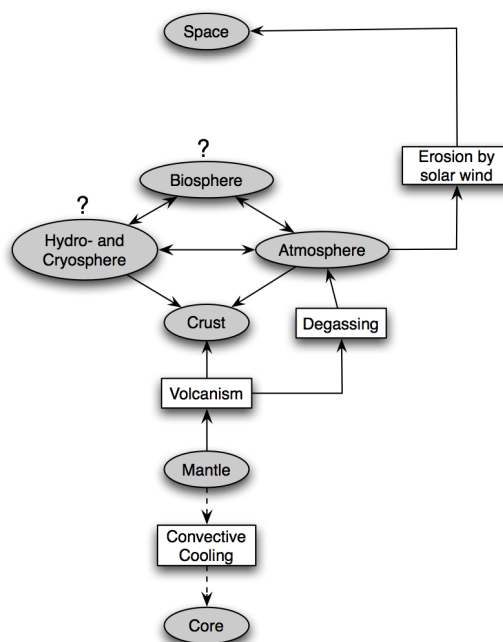 Space
Erosion by
solar wind
?
Biosphere
?
Hydro- and
Cryosphere
Atmosphere
Crust
Degassing
Volcanism
Mantle
Convective
Cooling
Core